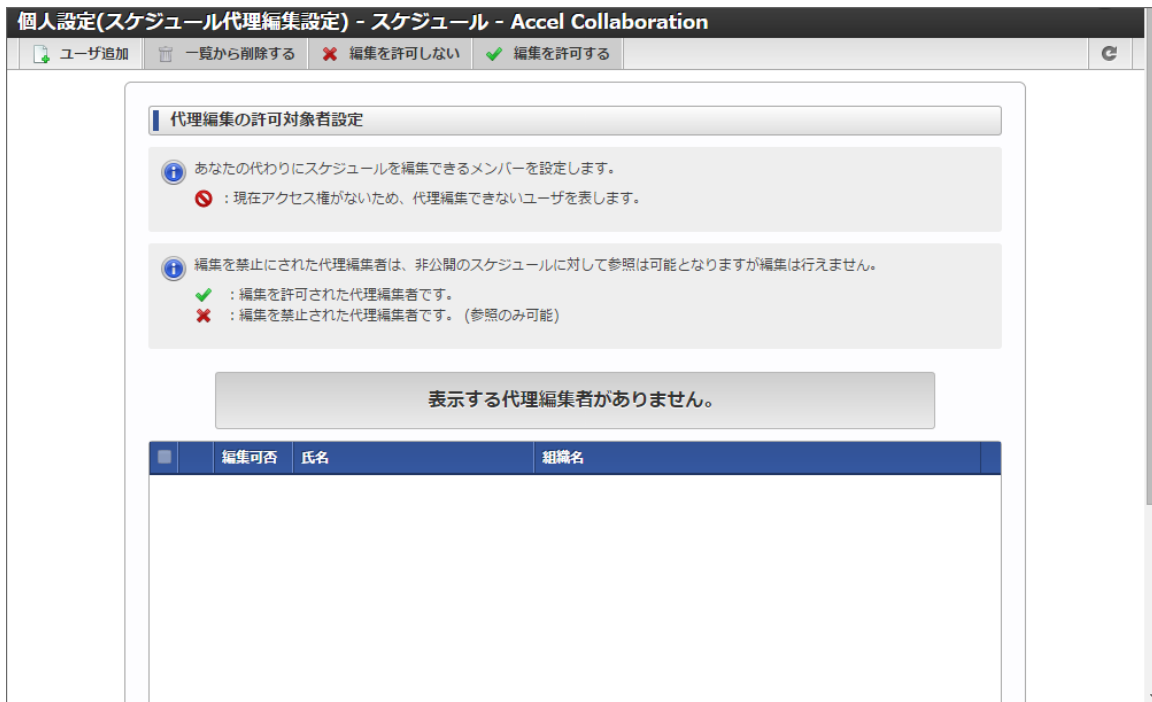 個人設定(スケジュール代理編集設定) - スケジュール - Accel Collaboration
ユーザ追加 一覧から削除する 編集を許可しない 編集を許可する
代理編集の許可対象者設定
あなたの代わりにスケジュールを編集できるメンバーを設定します。
：現在アクセス権がないため、代理編集できないユーザを表します。
編集を禁止にされた代理編集者は、非公開のスケジュールに対して参照は可能となりますが編集は行えません。
：編集を許可された代理編集者です。
：編集を禁止された代理編集者です。 (参照のみ可能)
表示する代理編集者がありません。
編集可否 氏名 組織名